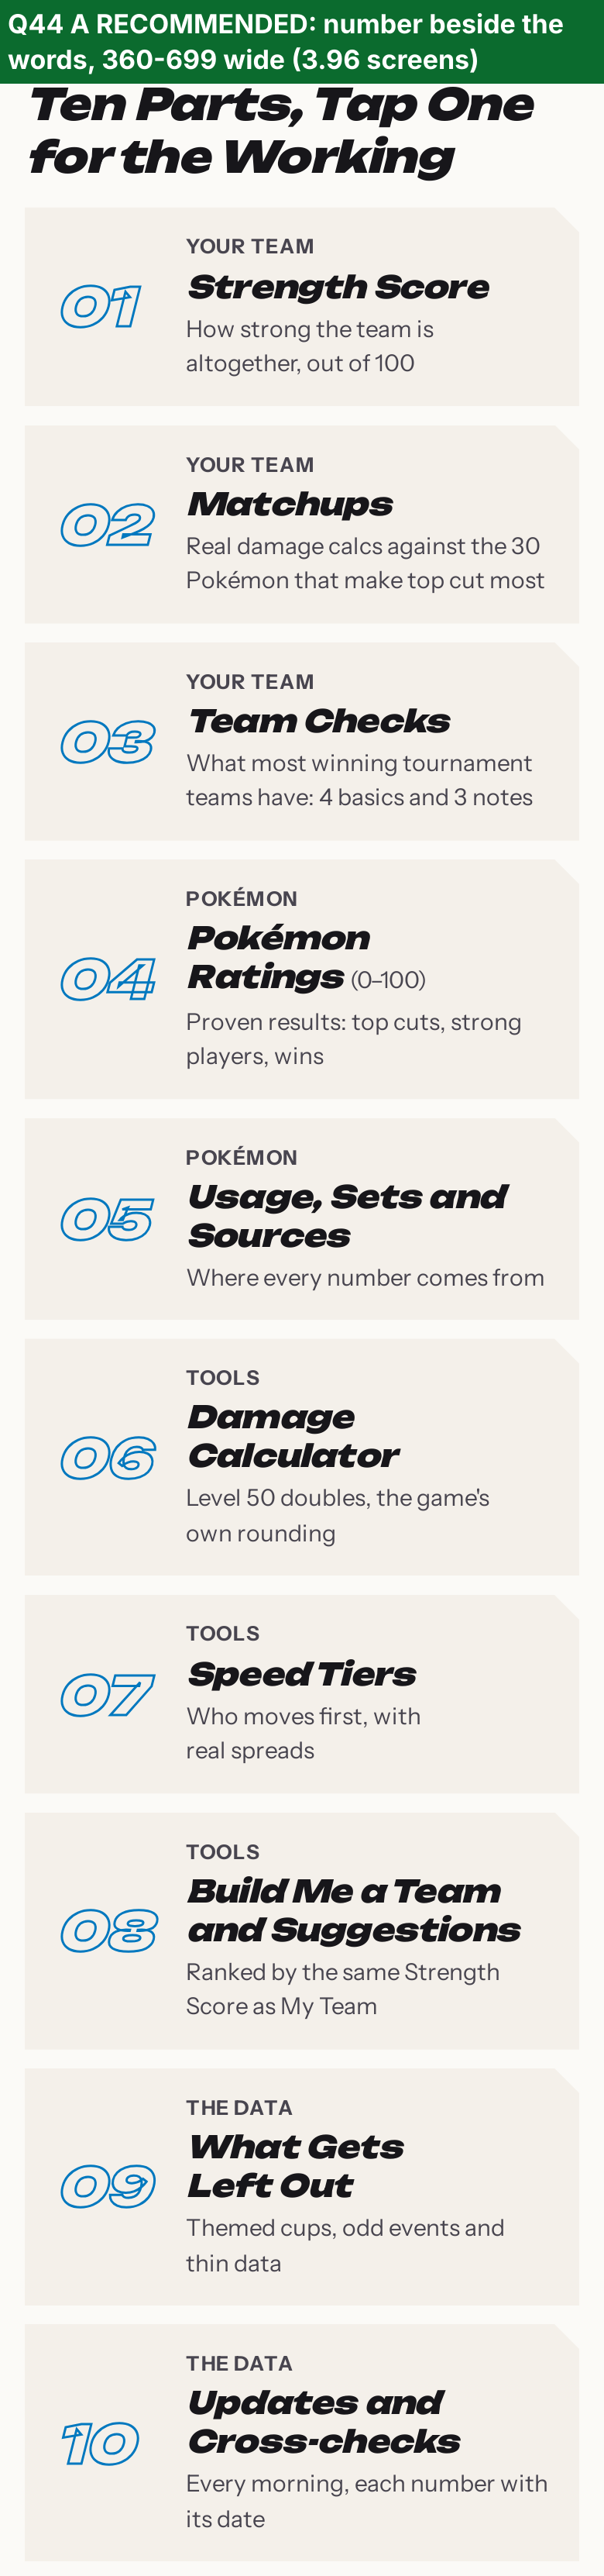 Q44 A RECOMMENDED: number beside the
words, 360-699 wide (3.96 screens)
Ten Parts, Tap One
for the Working
01
YOUR TEAM
Strength Score
How strong the team is
altogether, out of 100
02
YOUR TEAM
Matchups
Real damage calcs against the 30
Pokémon that make top cut most
03
YOUR TEAM
Team Checks
What most winning tournament
teams have: 4 basics and 3 notes
04
POKÉMON
Pokémon
Ratings (0–100)
Proven results: top cuts, strong
players, wins
05
POKÉMON
Usage, Sets and
Sources
Where every number comes from
06
TOOLS
Damage
Calculator
Level 50 doubles, the game's
own rounding
07
TOOLS
Speed Tiers
Who moves first, with
real spreads
08
TOOLS
Build Me a Team
and Suggestions
Ranked by the same Strength
Score as My Team
09
THE DATA
What Gets
Left Out
Themed cups, odd events and
thin data
10
THE DATA
Updates and
Cross-checks
Every morning, each number with
its date